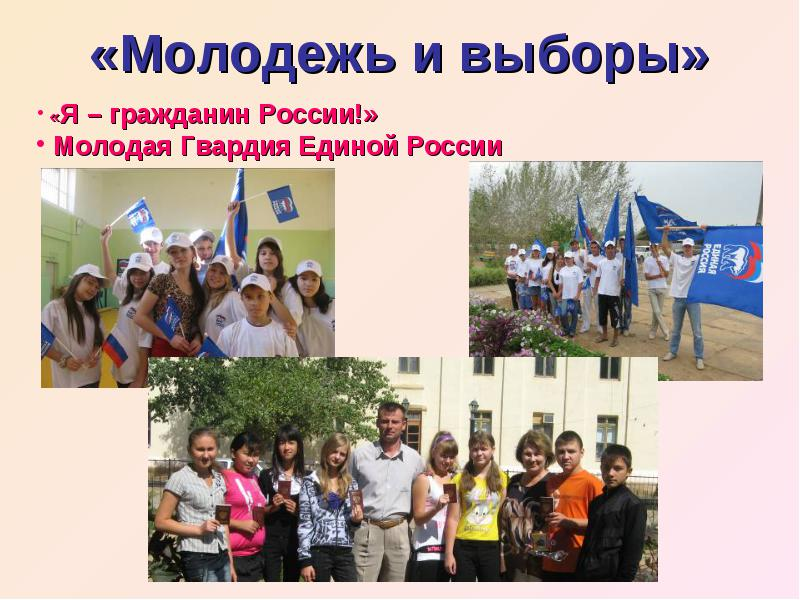 «Молодежь и выборы»
• «Я – гражданин России!»
• Молодая Гвардия Единой России
ЕДИНАЯ
РОССИЯ